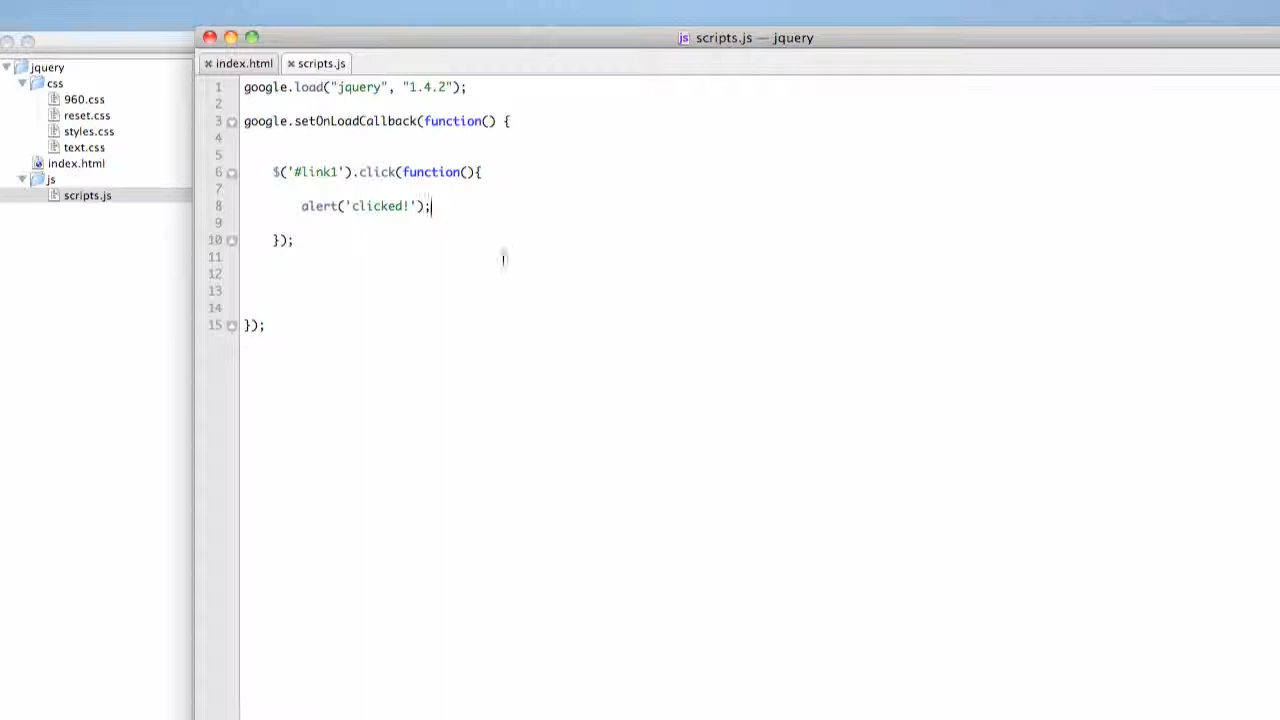 scripts.js — jquery
index.html
scripts.js
jquery
css
960.css
reset.css
styles.css
text.css
index.html
js
scripts.js
1 google.load("jquery", "1.4.2");
2
3 google.setOnLoadCallback(function() {
4
5
6 $('#link1').click(function(){
7
8 alert('clicked!');
9
10 });
11
12
13
14
15 });